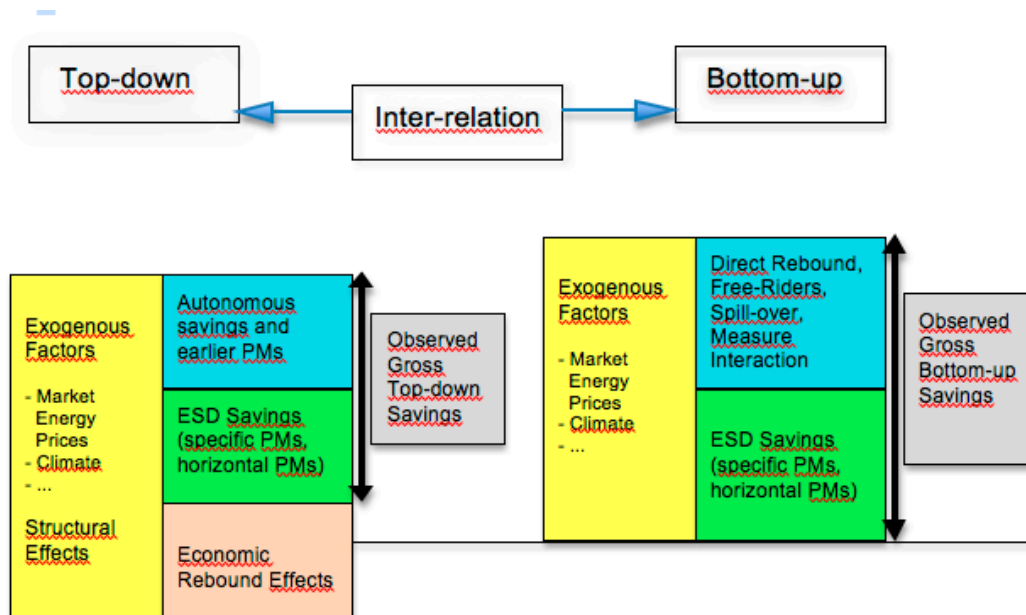 Top-down
Bottom-up
Inter-relation
Exogenous
Factors
- Market
Energy
Prices
- Climate
- ...
Structural
Effects
Autonomous
savings and
earlier PMs
ESD Savings
(specific PMs,
horizontal PMs)
Economic
Rebound Effects
Observed
Gross
Top-down
Savings
Exogenous
Factors
- Market
Energy
Prices
- Climate
- ...
Direct Rebound,
Free-Riders,
Spill-over,
Measure
Interaction
ESD Savings
(specific PMs,
horizontal PMs)
Observed
Gross
Bottom-up
Savings